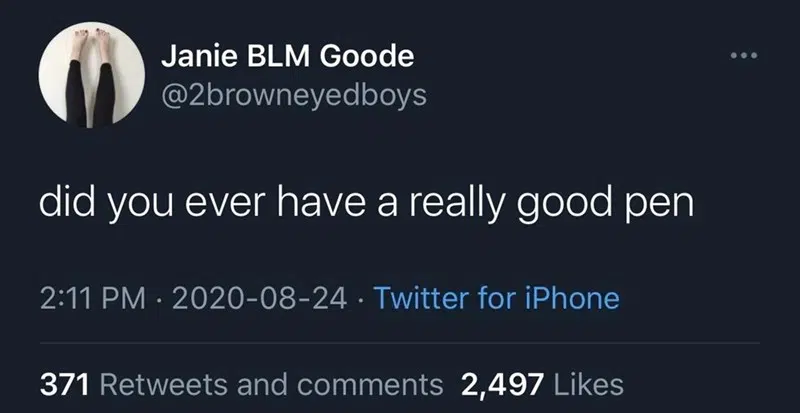 Janie BLM Goode
@2browneyedboys
did you ever have a really good pen
2:11 PM · 2020-08-24 · Twitter for iPhone
371 Retweets and comments 2,497 Likes